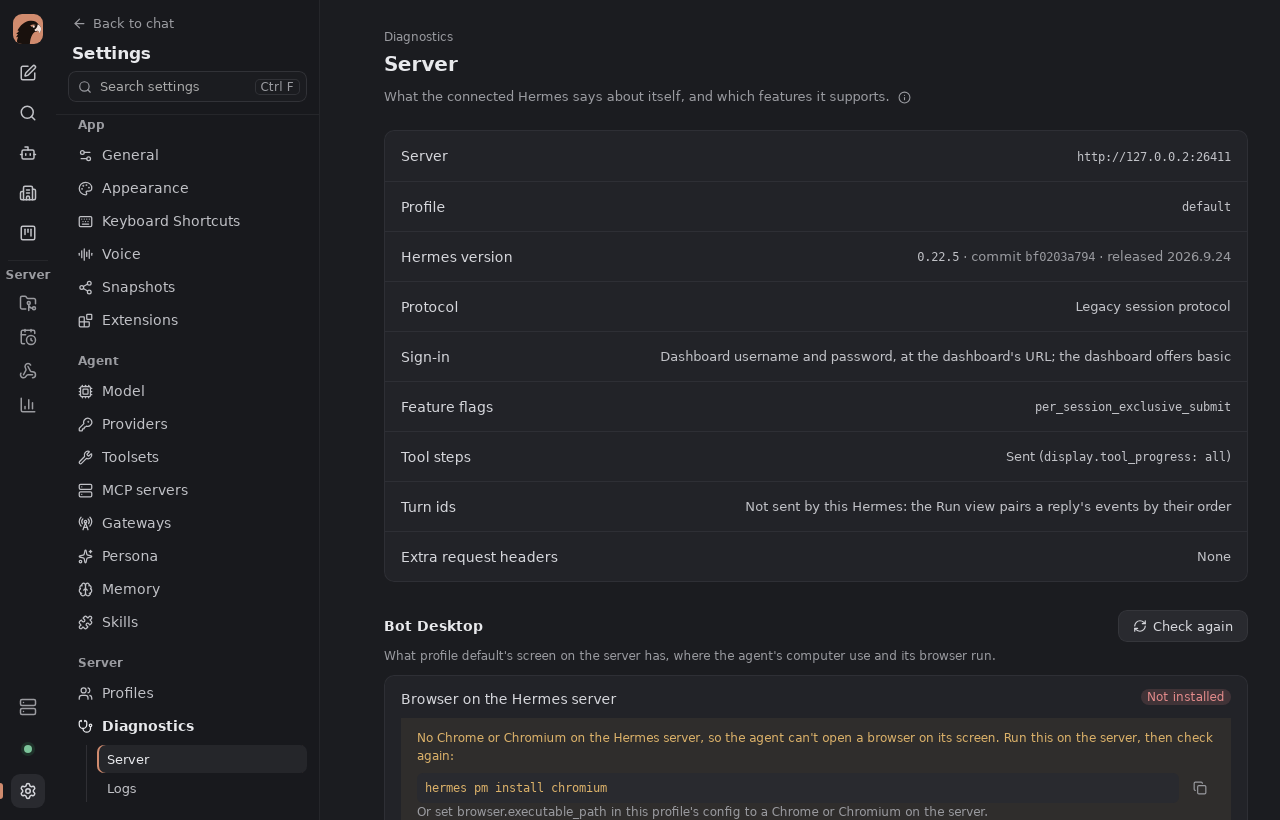 Back to chat
Settings
Search settings
Ctrl F
App
General
Appearance
Keyboard Shortcuts
Voice
Snapshots
Extensions
Agent
Model
Providers
Toolsets
MCP servers
Gateways
Persona
Memory
Skills
Server
Profiles
Diagnostics
Server
Logs
Server
Diagnostics
Server
What the connected Hermes says about itself, and which features it supports.
Server http://127.0.0.2:26411
Profile default
Hermes version 0.22.5 · commit bf0203a794 · released 2026.9.24
Protocol Legacy session protocol
Sign-in Dashboard username and password, at the dashboard's URL; the dashboard offers basic
Feature flags per_session_exclusive_submit
Tool steps Sent (display.tool_progress: all)
Turn ids Not sent by this Hermes: the Run view pairs a reply's events by their order
Extra request headers None
Bot Desktop
Check again
What profile default's screen on the server has, where the agent's computer use and its browser run.
Browser on the Hermes server Not installed
No Chrome or Chromium on the Hermes server, so the agent can't open a browser on its screen. Run this on the server, then check
again:
hermes pm install chromium
Or set browser.executable_path in this profile's config to a Chrome or Chromium on the server.